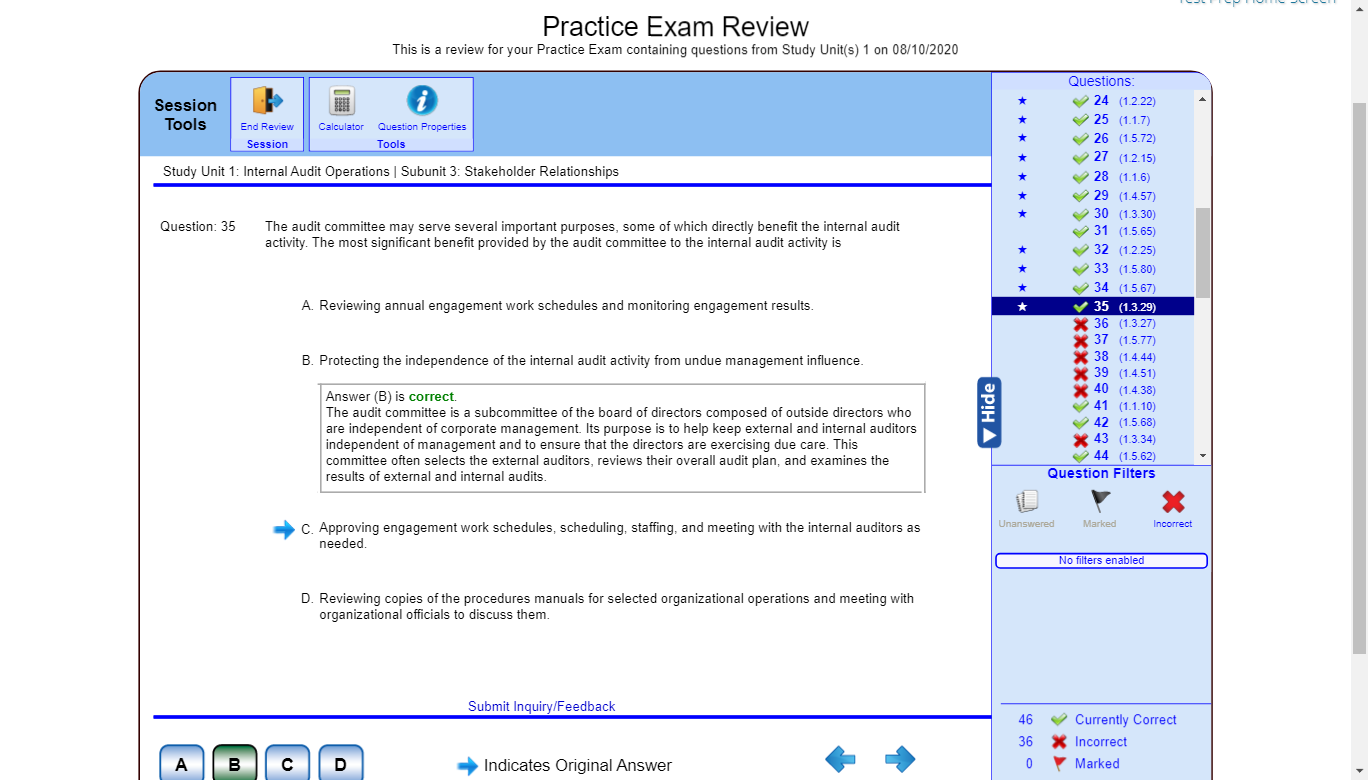 Test Prep Home Screen
Practice Exam Review
This is a review for your Practice Exam containing questions from Study Unit(s) 1 on 08/10/2020
Session
Tools
End Review
Session
Calculator
Question Properties
Tools
Study Unit 1: Internal Audit Operations | Subunit 3: Stakeholder Relationships
Question: 35
The audit committee may serve several important purposes, some of which directly benefit the internal audit
activity. The most significant benefit provided by the audit committee to the internal audit activity is
A. Reviewing annual engagement work schedules and monitoring engagement results.
B. Protecting the independence of the internal audit activity from undue management influence.
Answer (B) is correct.
The audit committee is a subcommittee of the board of directors composed of outside directors who
are independent of corporate management. Its purpose is to help keep external and internal auditors
independent of management and to ensure that the directors are exercising due care. This
committee often selects the external auditors, reviews their overall audit plan, and examines the
results of external and internal audits.
C. Approving engagement work schedules, scheduling, staffing, and meeting with the internal auditors as
needed.
D. Reviewing copies of the procedures manuals for selected organizational operations and meeting with
organizational officials to discuss them.
Submit Inquiry/Feedback
A B C D
Indicates Original Answer
Questions:
24 (1.2.22)
25 (1.1.7)
26 (1.5.72)
27 (1.2.15)
28 (1.1.6)
29 (1.4.57)
30 (1.3.30)
31 (1.5.65)
32 (1.2.25)
33 (1.5.80)
34 (1.5.67)
35 (1.3.29)
36 (1.3.27)
37 (1.5.77)
38 (1.4.44)
39 (1.4.51)
40 (1.4.38)
41 (1.1.10)
42 (1.5.68)
43 (1.3.34)
44 (1.5.62)
Hide
Question Filters
Unanswered
Marked
Incorrect
No filters enabled
46 Currently Correct
36 Incorrect
0 Marked